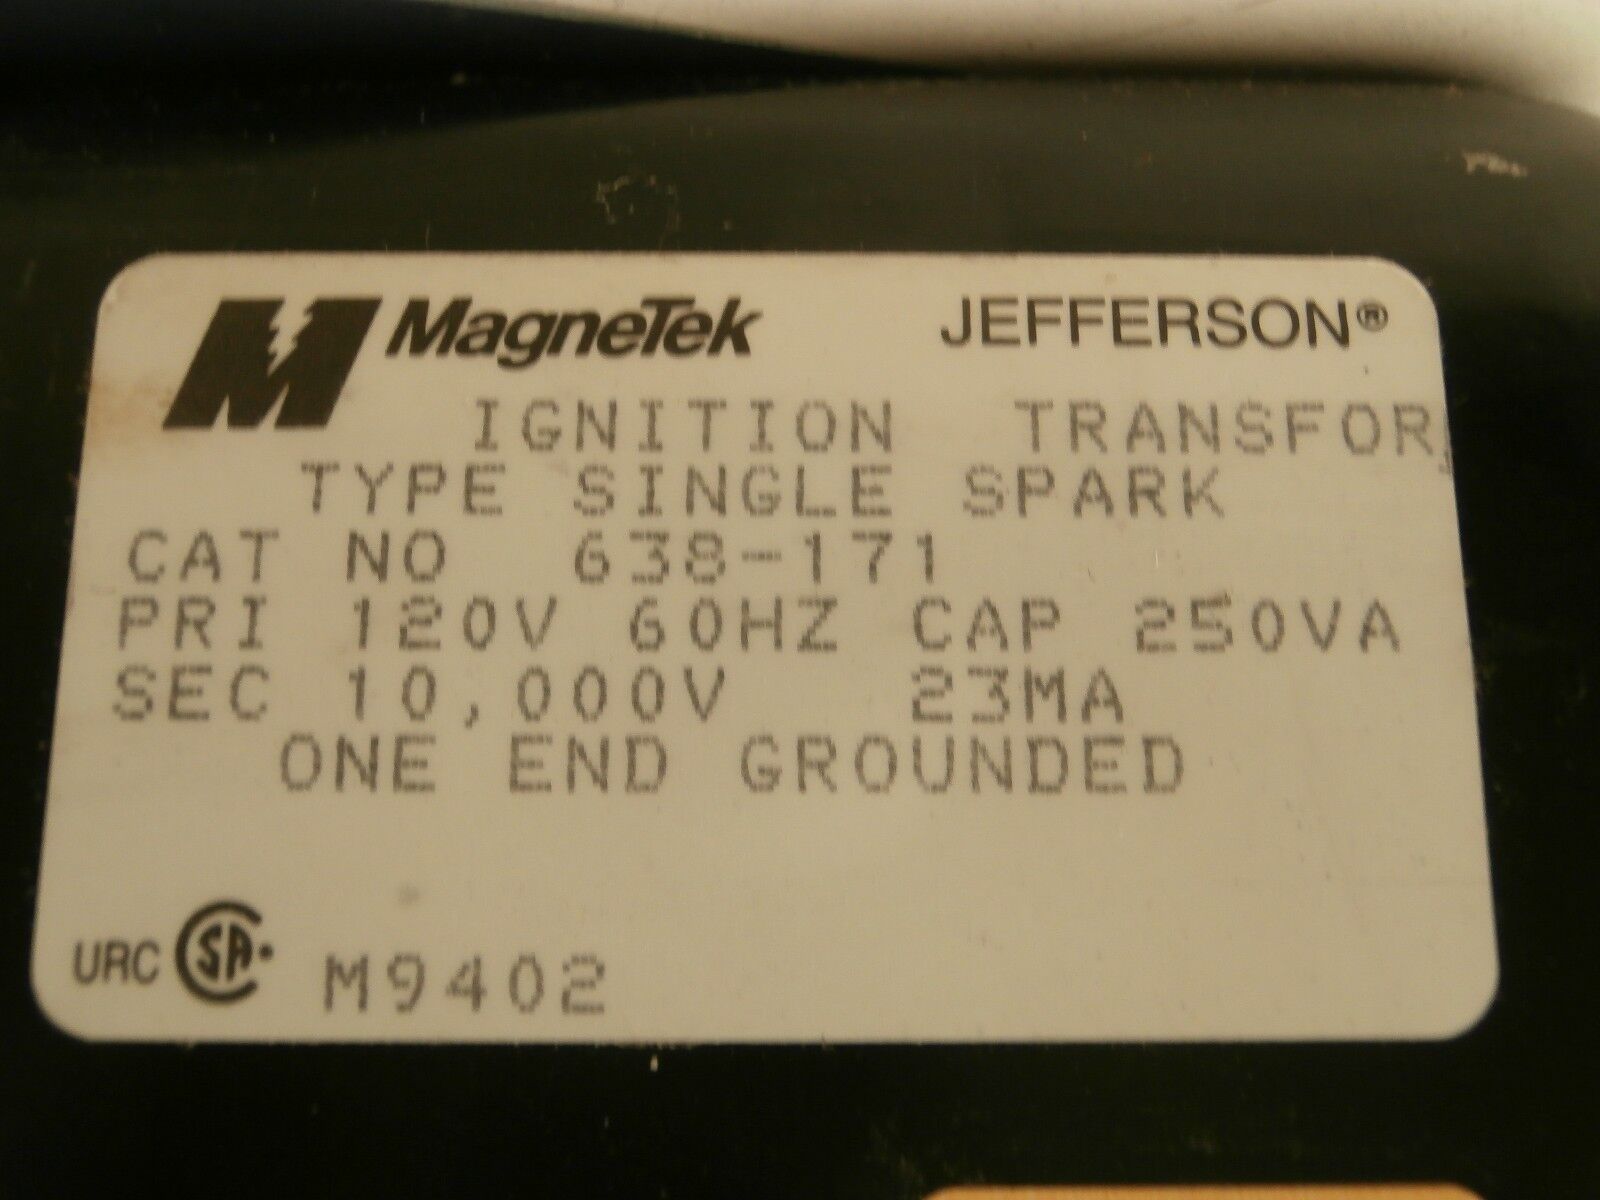 MagneTek JEFFERSON®
IGNITION TRANSFOR
TYPE SINGLE SPARK
CAT NO 638-171
PRI 120V 60HZ CAP 250VA
SEC 10,000V 23MA
ONE END GROUNDED
URC CSA M9402